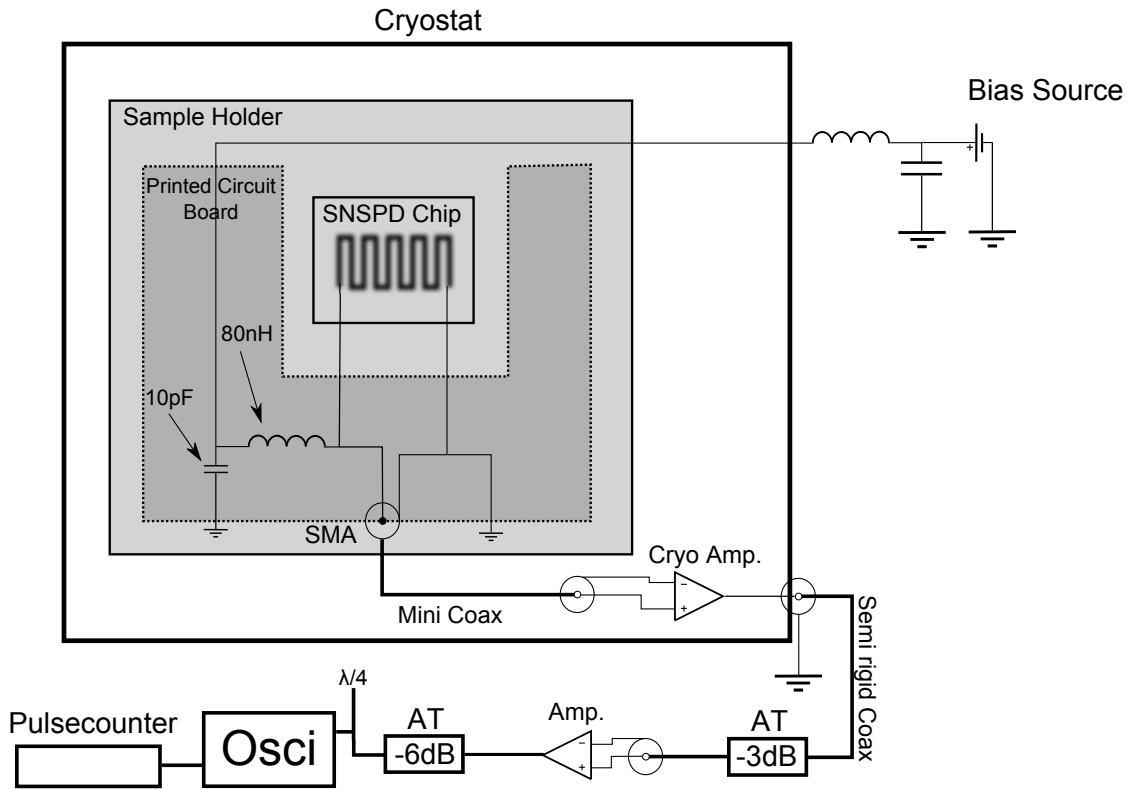 Cryostat
Bias Source
Sample Holder
+
Printed Circuit
Board
SNSPD Chip
80nH
10pF
SMA
Cryo Amp.
−
+
Mini Coax
Semi rigid Coax
λ/4
Pulsecounter
Osci
AT
-6dB
Amp.
−
+
AT
-3dB